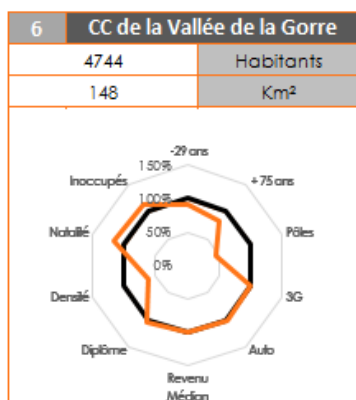 6 CC de la Vallée de la Gorre
4744 Habitants
148 Km²
-29 ans
150%
Inoccupés
+75 ans
100%
Natalité
50%
Pôles
0%
Densité
3G
Diplôme
Auto
Revenu
Médian